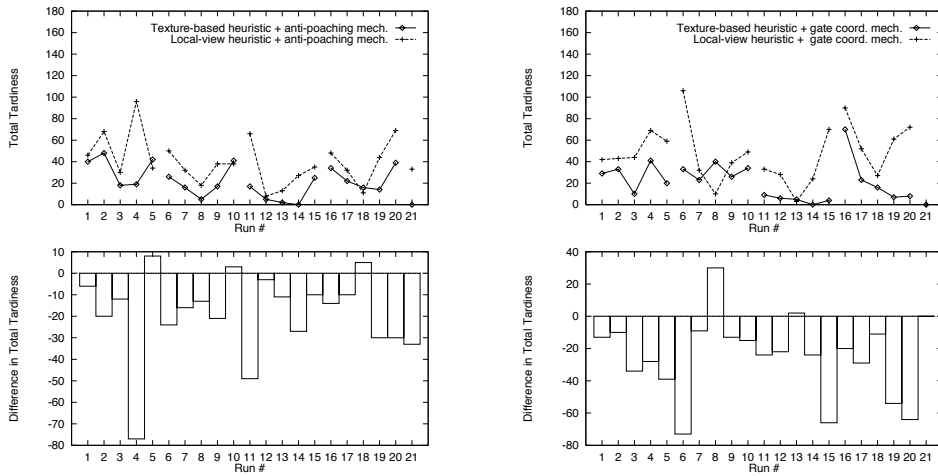 Texture-based heuristic + anti-poaching mech.
Local-view heuristic + anti-poaching mech.
Total Tardiness
180
160
140
120
100
80
60
40
20
0
1 2 3 4 5 6 7 8 9 10 11 12 13 14 15 16 17 18 19 20 21
Run #
Difference in Total Tardiness
10
0
-10
-20
-30
-40
-50
-60
-70
-80
1 2 3 4 5 6 7 8 9 10 11 12 13 14 15 16 17 18 19 20 21
Run #
Texture-based heuristic + gate coord. mech.
Local-view heuristic + gate coord. mech.
Total Tardiness
180
160
140
120
100
80
60
40
20
0
1 2 3 4 5 6 7 8 9 10 11 12 13 14 15 16 17 18 19 20 21
Run #
Difference in Total Tardiness
40
20
0
-20
-40
-60
-80
1 2 3 4 5 6 7 8 9 10 11 12 13 14 15 16 17 18 19 20 21
Run #